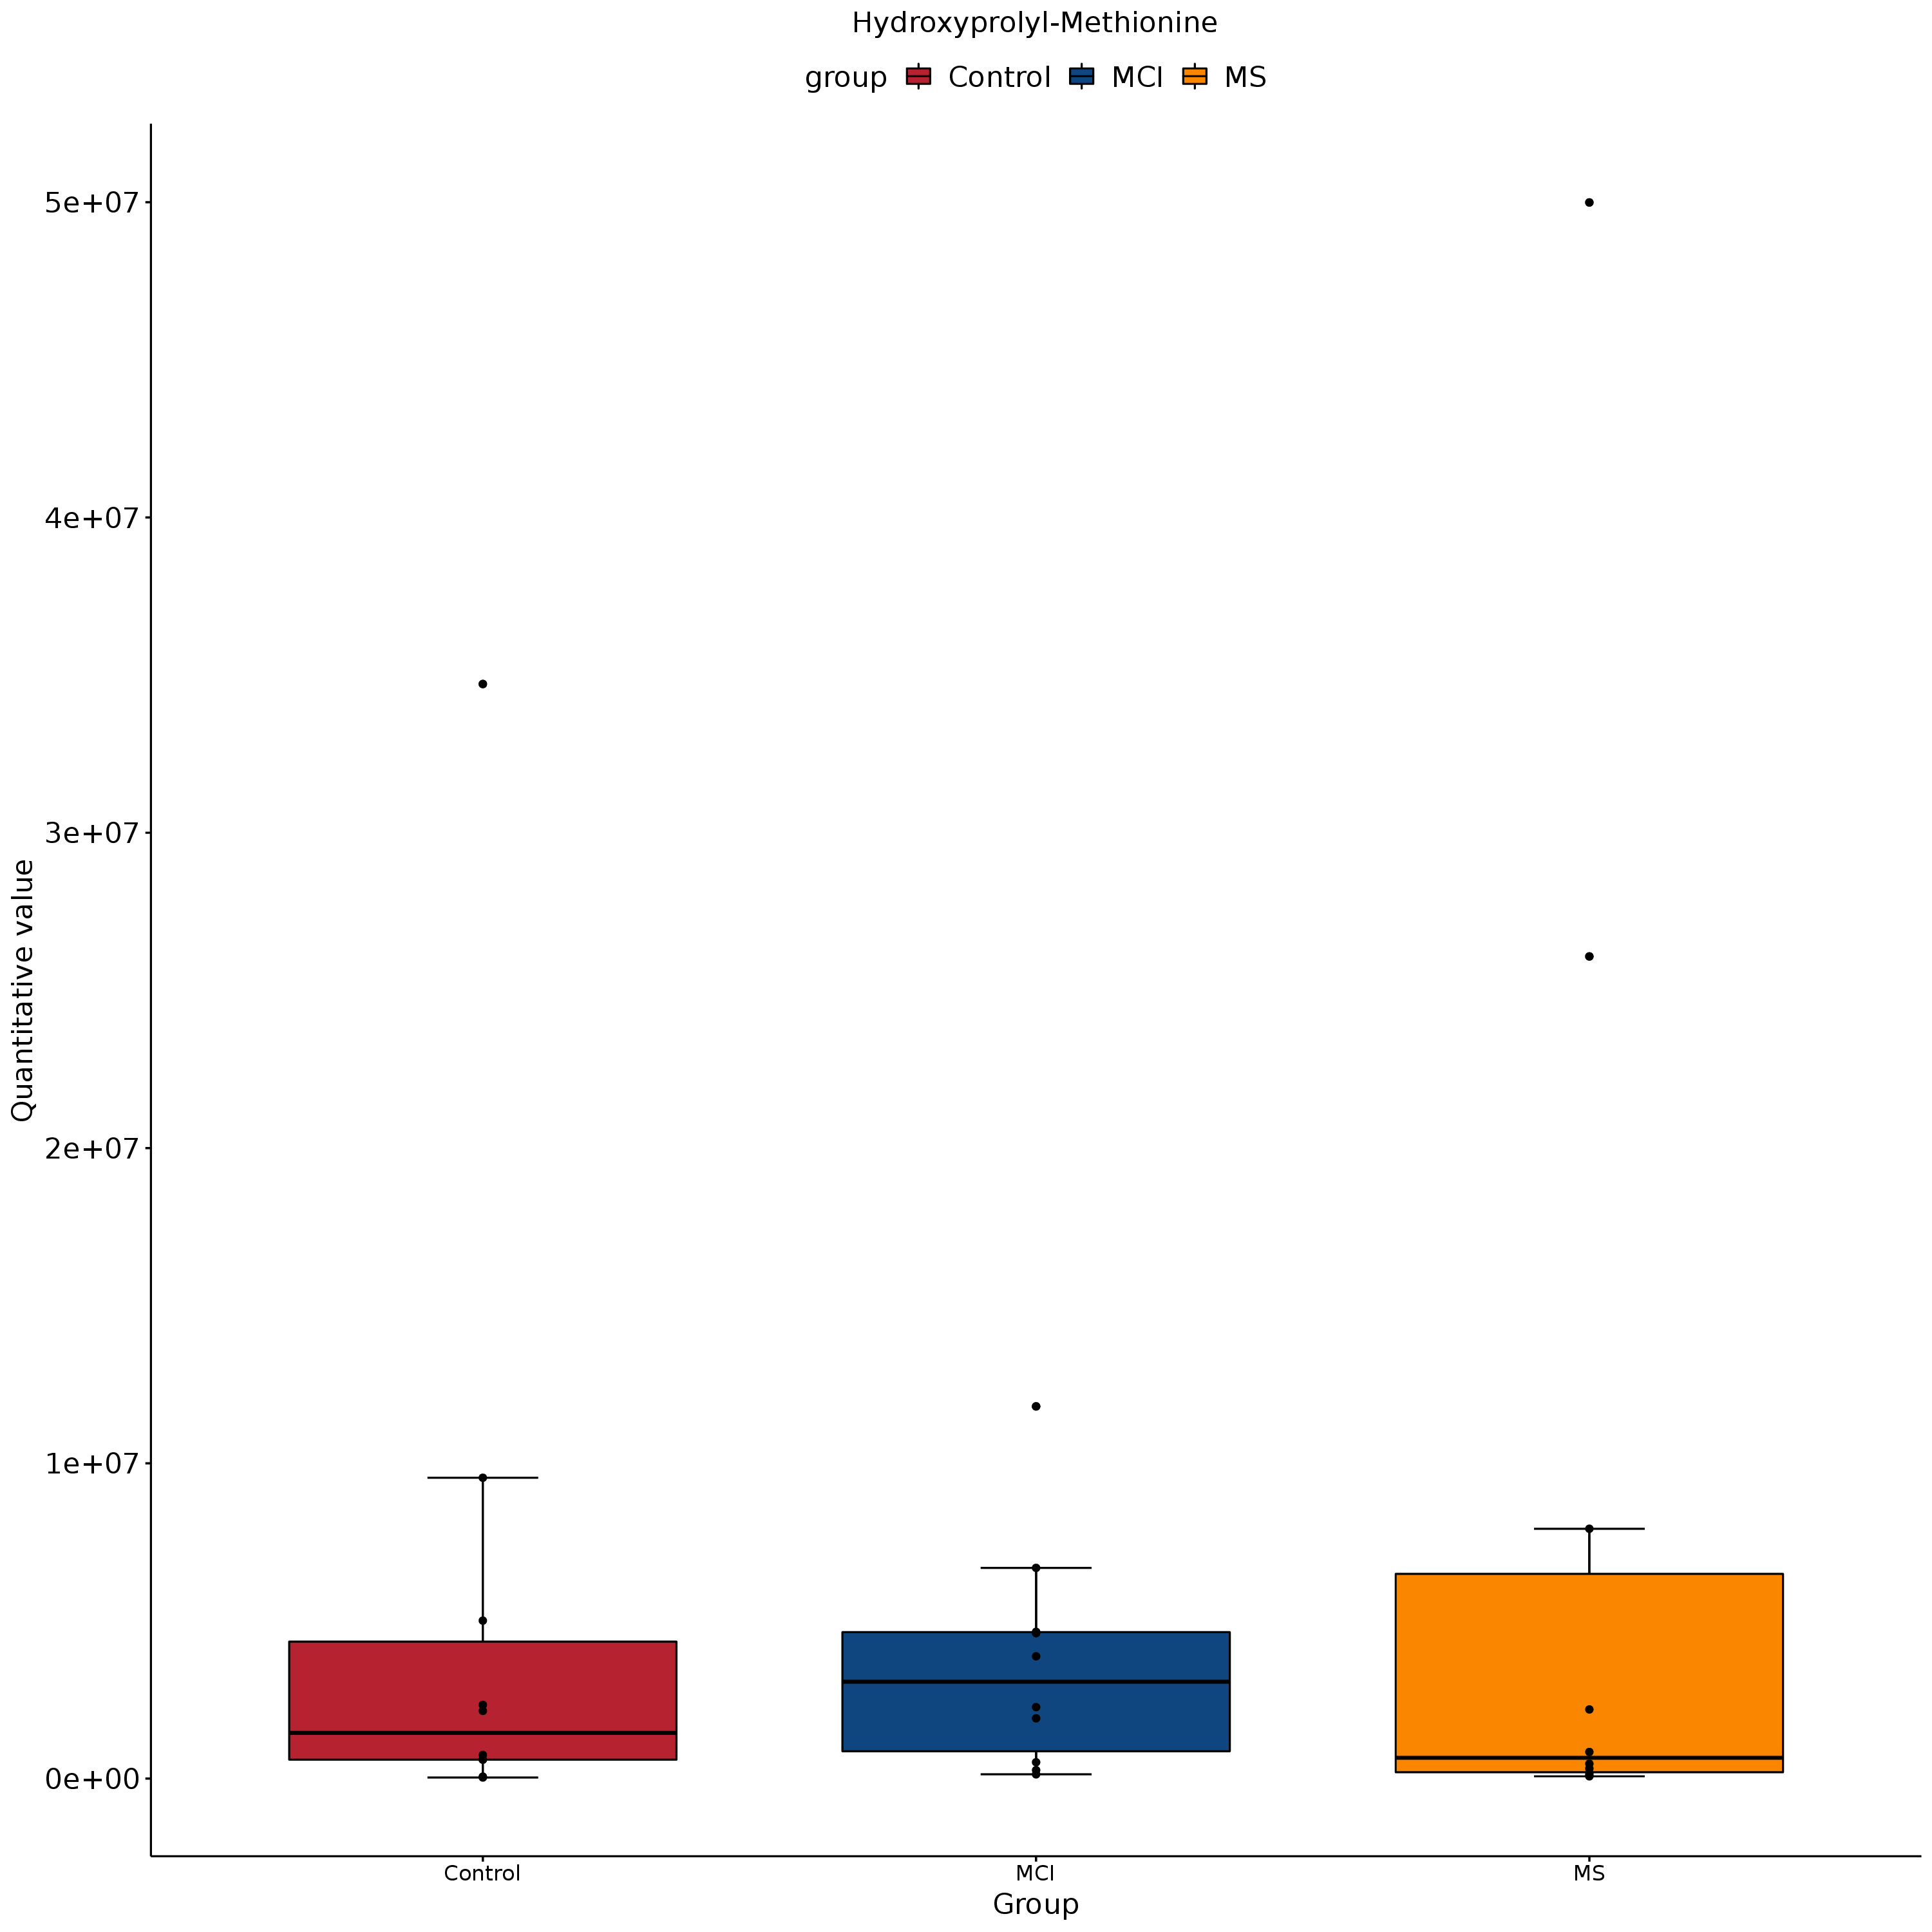 Hydroxyprolyl-Methionine
group Control MCI MS
5e+07
4e+07
3e+07
2e+07
1e+07
0e+00
Quantitative value
Control MCI MS
Group